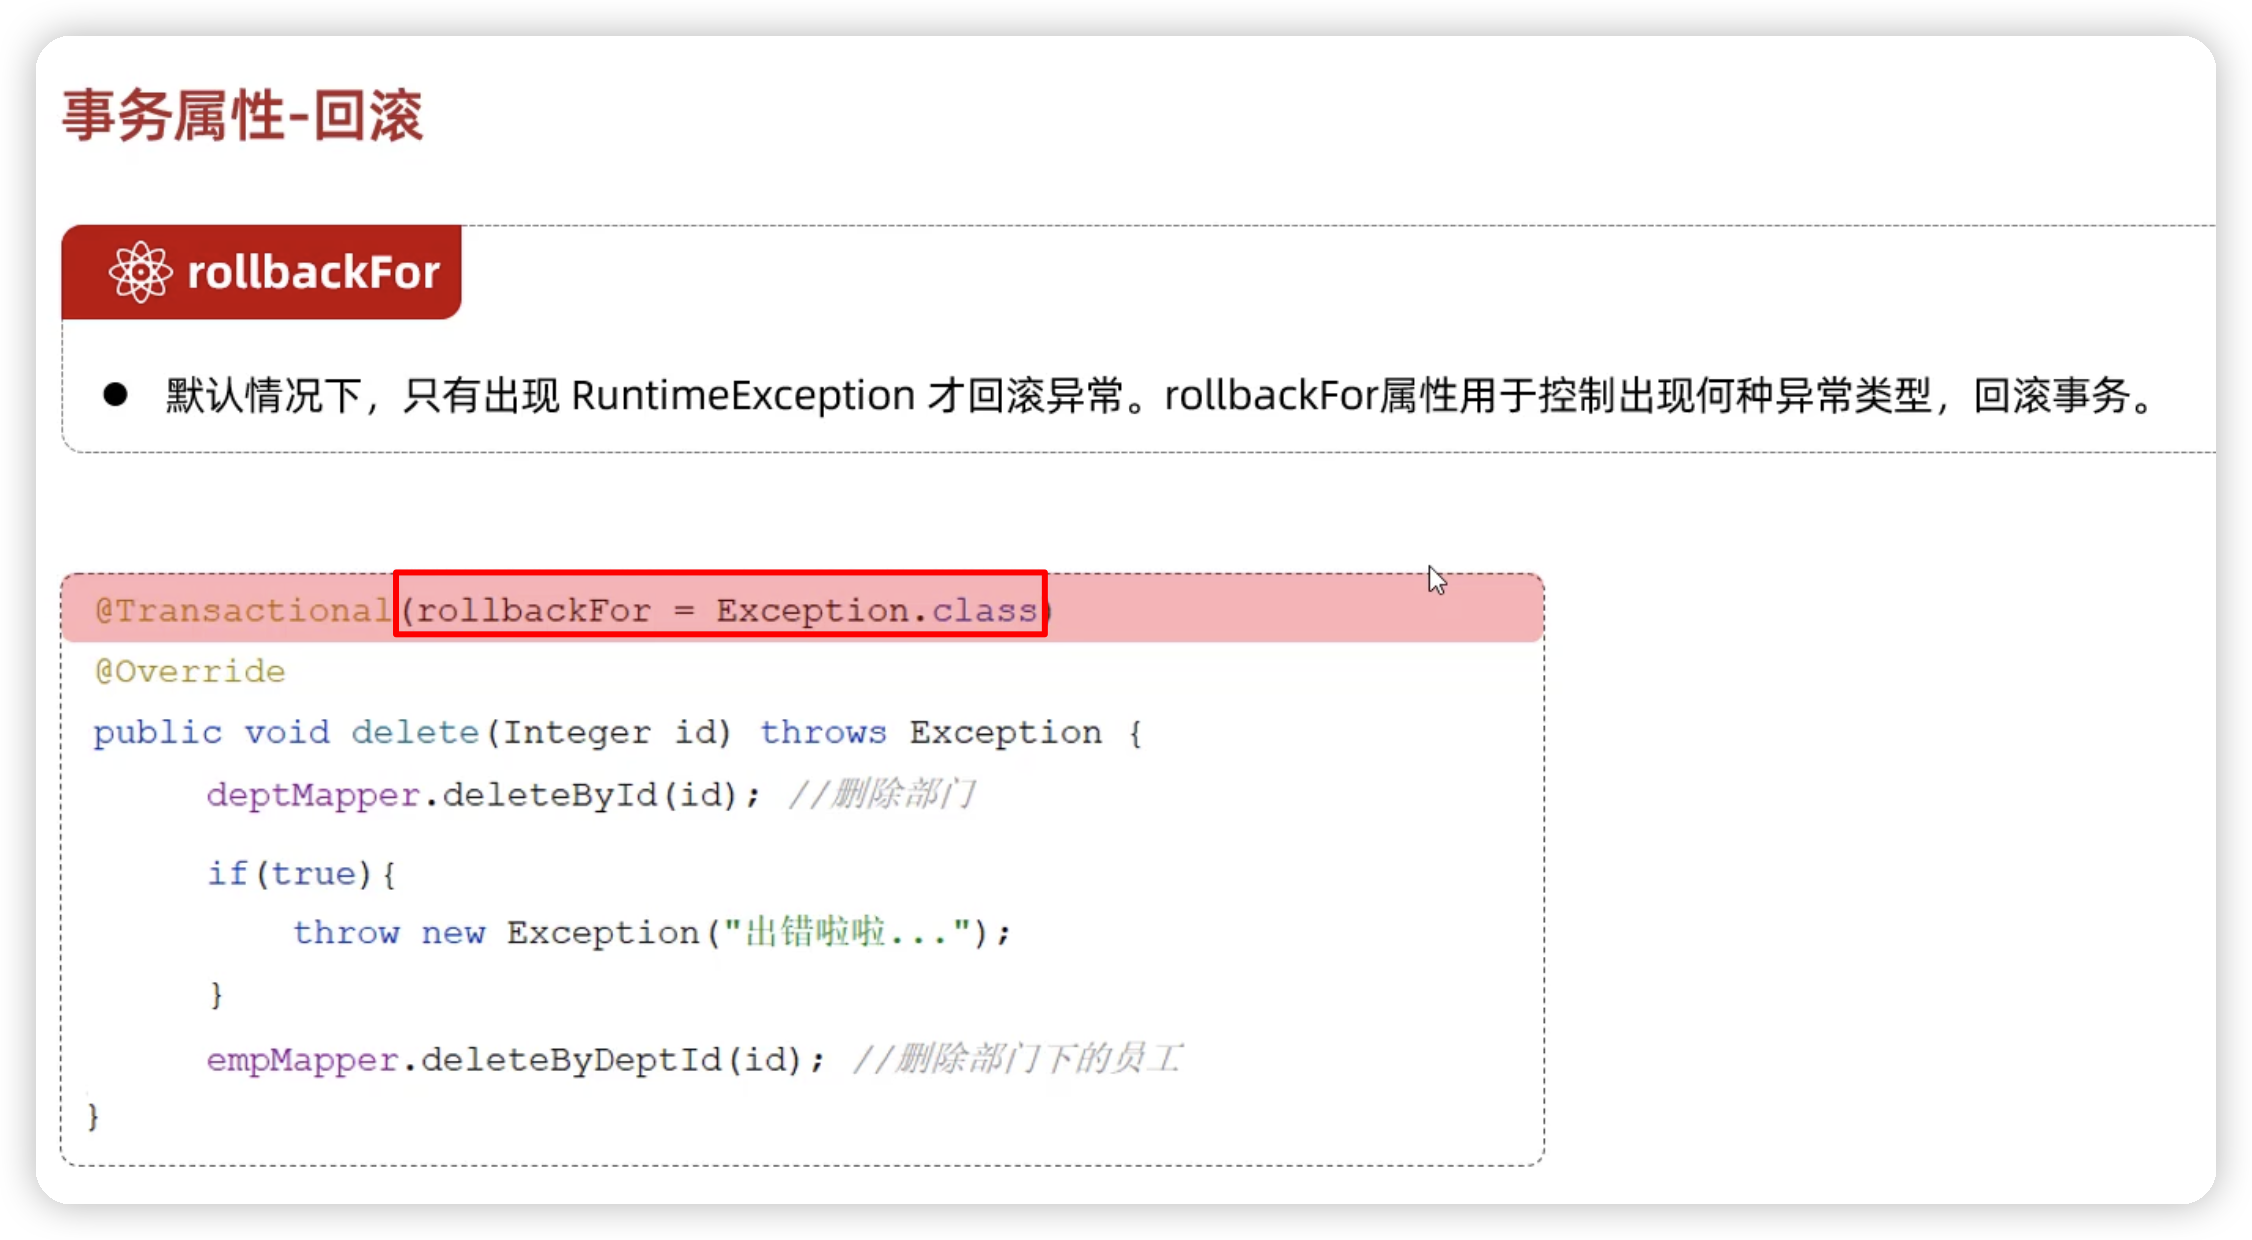 事务属性-回滚
rollbackFor
● 默认情况下，只有出现 RuntimeException 才回滚异常。rollbackFor属性用于控制出现何种异常类型，回滚事务。
@Transactional(rollbackFor = Exception.class)
@Override
public void delete(Integer id) throws Exception {
deptMapper.deleteById(id); //删除部门
if(true){
throw new Exception("出错啦啦...");
}
empMapper.deleteByDeptId(id); //删除部门下的员工
}